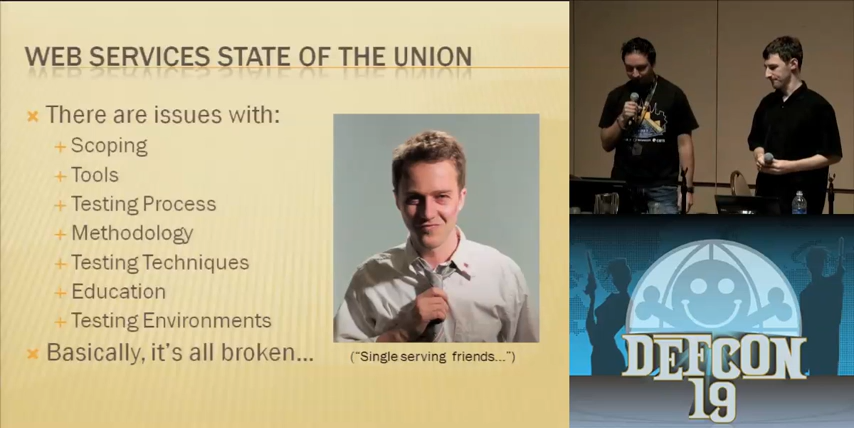 WEB SERVICES STATE OF THE UNION
There are issues with:
Scoping
Tools
Testing Process
Methodology
Testing Techniques
Education
Testing Environments
Basically, it's all broken...
("Single serving friends...")
DEFCON
19